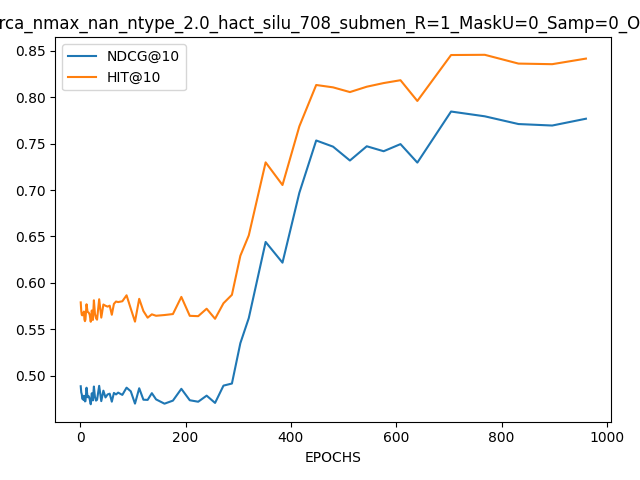 rca_nmax_nan_ntype_2.0_hact_silu_708_submen_R=1_MaskU=0_Samp=0_O
NDCG@10
HIT@10
0.85
0.80
0.75
0.70
0.65
0.60
0.55
0.50
0 200 400 600 800 1000
EPOCHS